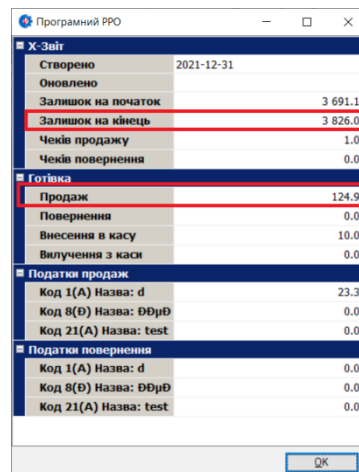 Програмний РРО
X-Звіт
Створено 2021-12-31
Оновлено
Залишок на початок 3 691.1
Залишок на кінець 3 826.0
Чеків продажу 1.0
Чеків повернення 0.0
Готівка
Продаж 124.9
Повернення 0.0
Внесення в касу 10.0
Вилучення з каси 0.0
Податки продаж
Код 1(А) Назва: d 23.3
Код 8(Đ) Назва: ĐĐµĐ 0.0
Код 21(А) Назва: test 0.0
Податки повернення
Код 1(А) Назва: d 0.0
Код 8(Đ) Назва: ĐĐµĐ 0.0
Код 21(А) Назва: test 0.0
OK